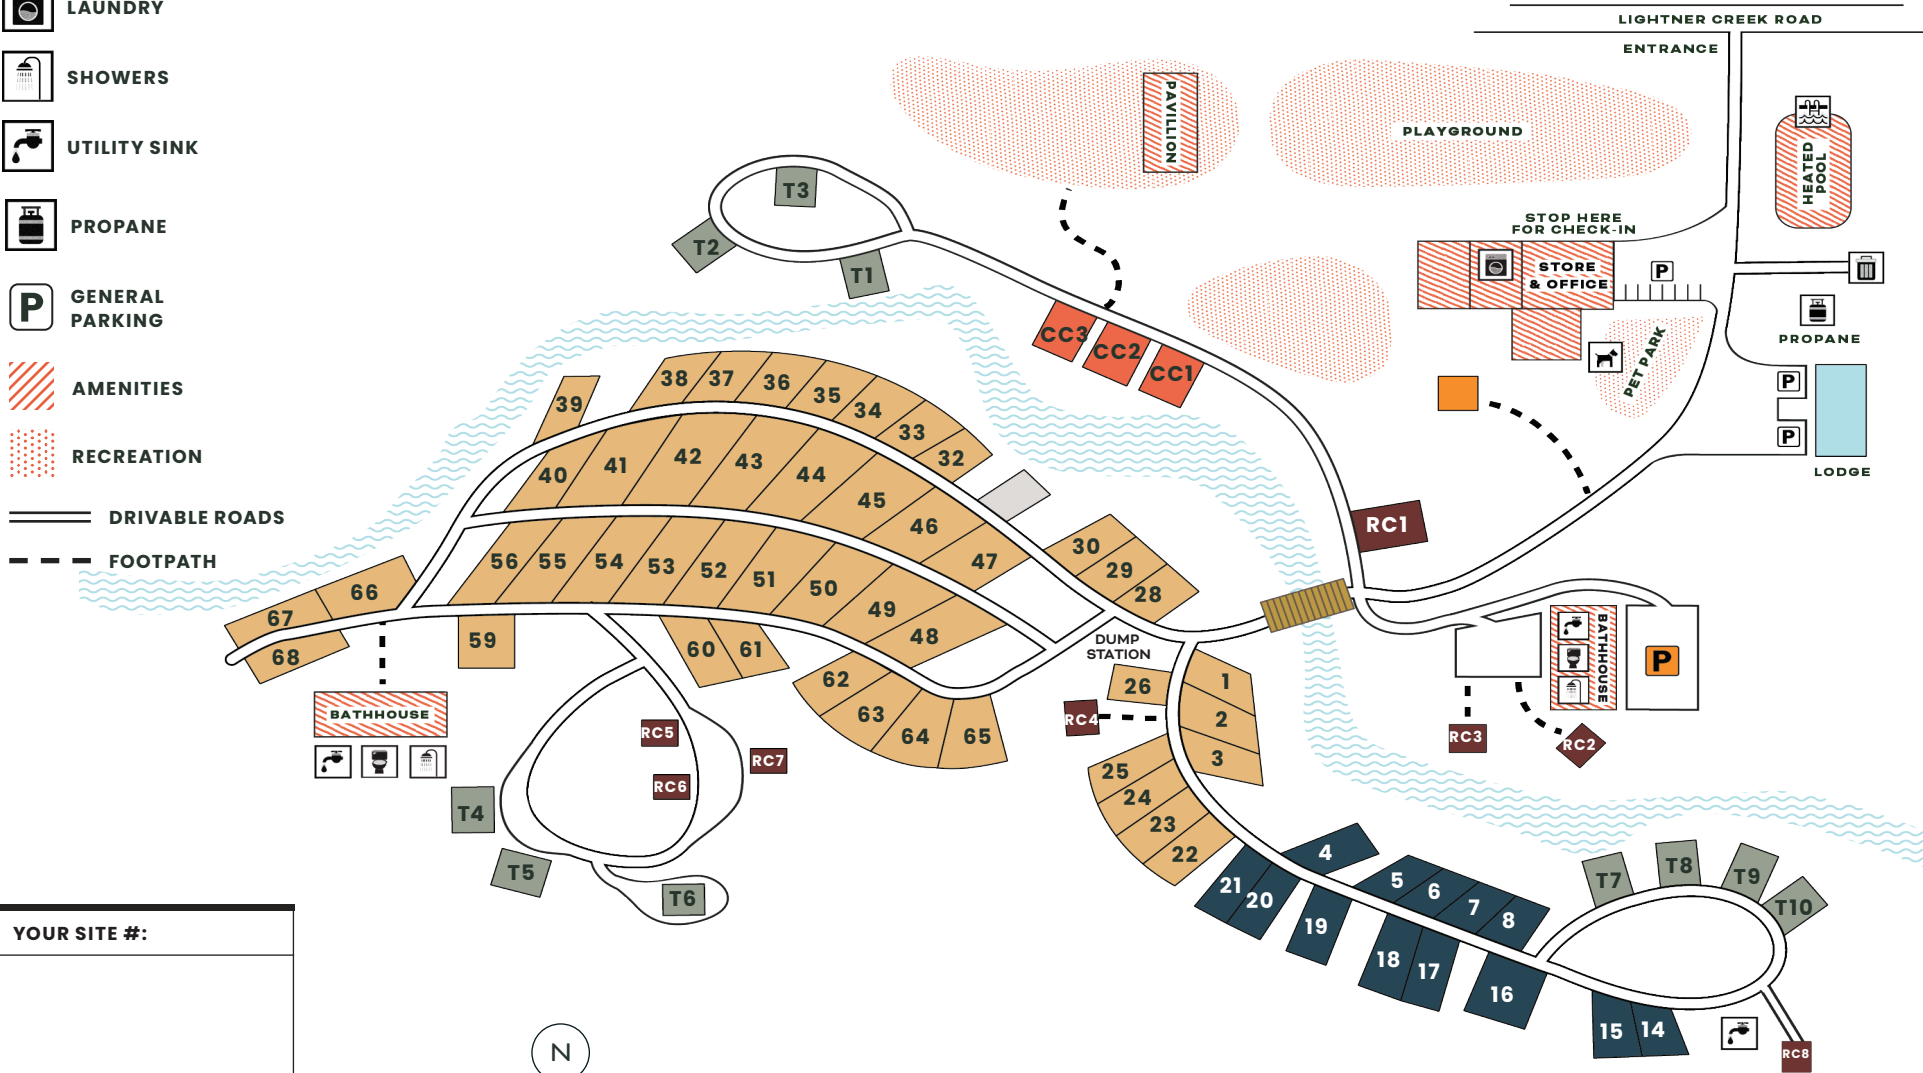 LAUNDRY
SHOWERS
UTILITY SINK
PROPANE
P
GENERAL
PARKING
AMENITIES
RECREATION
DRIVABLE ROADS
FOOTPATH
YOUR SITE #:
N
LIGHTNER CREEK ROAD
ENTRANCE
PAVILLION
PLAYGROUND
HEATED
POOL
STOP HERE
FOR CHECK-IN
STORE
& OFFICE
P
PROPANE
PET PARK
P
P
LODGE
T3
T2
T1
CC3
CC2
CC1
RC1
39
38
37
36
35
34
33
32
40
41
42
43
44
45
46
47
30
29
28
56
55
54
53
52
51
50
49
48
66
67
68
59
60
61
62
63
64
65
BATHHOUSE
DUMP
STATION
26
1
2
3
RC4
25
24
23
22
RC5
RC6
RC7
T4
T5
T6
BATHHOUSE
P
RC3
RC2
21
20
19
18
17
16
15
14
4
5
6
7
8
T7
T8
T9
T10
RC8